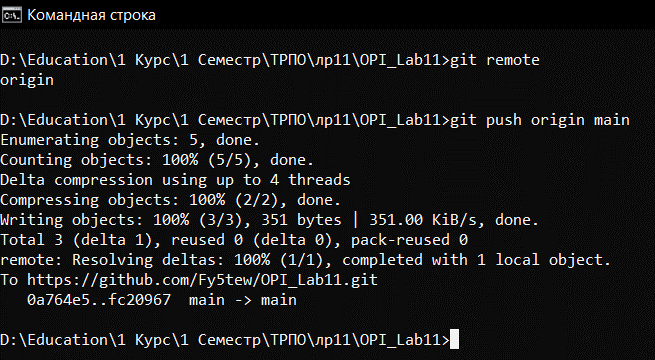 Командная строка
D:\Education\1 Курс\1 Семестр\ТРПО\лр11\OPI_Lab11>git remote
origin
D:\Education\1 Курс\1 Семестр\ТРПО\лр11\OPI_Lab11>git push origin main
Enumerating objects: 5, done.
Counting objects: 100% (5/5), done.
Delta compression using up to 4 threads
Compressing objects: 100% (2/2), done.
Writing objects: 100% (3/3), 351 bytes | 351.00 KiB/s, done.
Total 3 (delta 1), reused 0 (delta 0), pack-reused 0
remote: Resolving deltas: 100% (1/1), completed with 1 local object.
To https://github.com/Fy5tew/OPI_Lab11.git
   0a764e5..fc20967  main -> main
D:\Education\1 Курс\1 Семестр\ТРПО\лр11\OPI_Lab11>